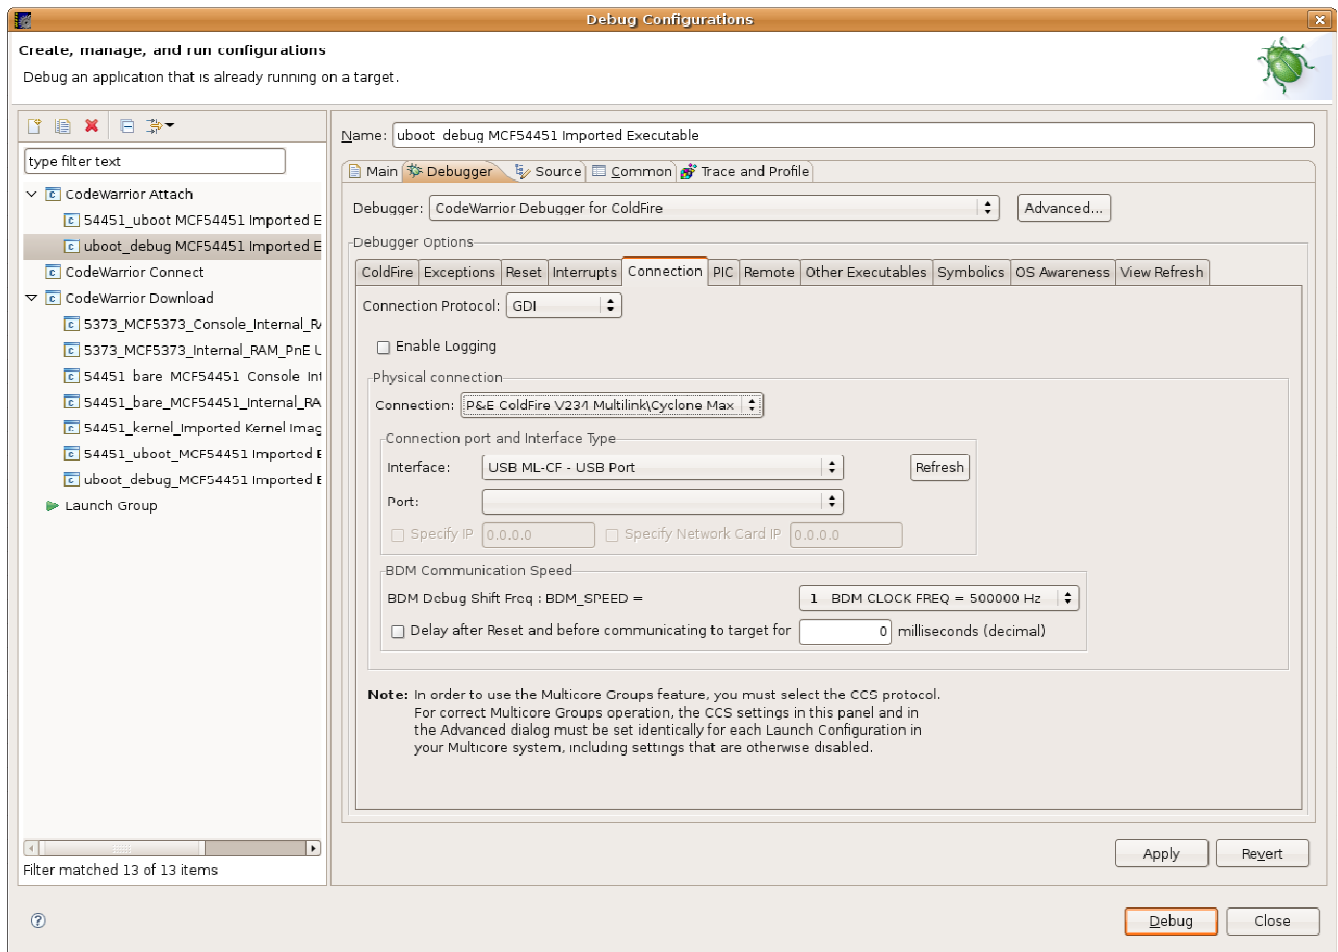 Debug Configurations
Create, manage, and run configurations
Debug an application that is already running on a target.
type filter text
CodeWarrior Attach
54451_uboot MCF54451 Imported E
uboot_debug MCF54451 Imported E
CodeWarrior Connect
CodeWarrior Download
5373_MCF5373_Console_Internal_RA
5373_MCF5373_Internal_RAM_PnE U
54451_bare_MCF54451_Console_Int
54451_bare_MCF54451_Internal_RA
54451_kernel_Imported Kernel Imag
54451_uboot_MCF54451 Imported E
uboot_debug_MCF54451 Imported E
Launch Group
Filter matched 13 of 13 items
Name: uboot_debug MCF54451 Imported Executable
Main Debugger Source Common Trace and Profile
Debugger: CodeWarrior Debugger for ColdFire Advanced...
Debugger Options
ColdFire Exceptions Reset Interrupts Connection PIC Remote Other Executables Symbolics OS Awareness View Refresh
Connection Protocol: GDI
Enable Logging
Physical connection
Connection: P&E ColdFire V234 Multilink\Cyclone Max
Connection port and Interface Type
Interface: USB ML-CF - USB Port Refresh
Port:
Specify IP 0.0.0.0 Specify Network Card IP 0.0.0.0
BDM Communication Speed
BDM Debug Shift Freq : BDM_SPEED = 1 BDM CLOCK FREQ = 500000 Hz
Delay after Reset and before communicating to target for 0 milliseconds (decimal)
Note: In order to use the Multicore Groups feature, you must select the CCS protocol.
For correct Multicore Groups operation, the CCS settings in this panel and in
the Advanced dialog must be set identically for each Launch Configuration in
your Multicore system, including settings that are otherwise disabled.
Apply Revert
Debug Close